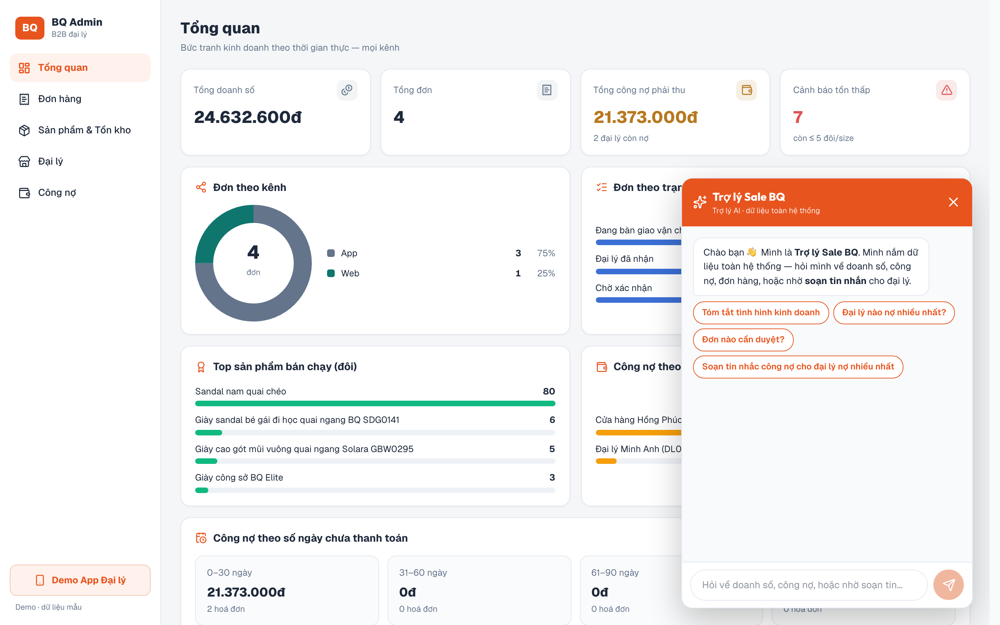 BQ
BQ Admin
B2B đại lý
Tổng quan
Đơn hàng
Sản phẩm & Tồn kho
Đại lý
Công nợ
Demo App Đại lý
Demo · dữ liệu mẫu
Tổng quan
Bức tranh kinh doanh theo thời gian thực — mọi kênh
Tổng doanh số
24.632.600đ
Tổng đơn
4
Tổng công nợ phải thu
21.373.000đ
2 đại lý còn nợ
Cảnh báo tồn thấp
7
còn ≤ 5 đôi/size
Đơn theo kênh
4
đơn
App 3 75%
Web 1 25%
Đơn theo
Đang bàn giao vận
Đại lý đã nhận
Chờ xác nhận
Top sản phẩm bán chạy (đôi)
Sandal nam quai chéo 80
Giày sandal bé gái đi học quai ngang BQ SDG0141 6
Giày cao gót mũi vuông quai ngang Solara GBW0295 5
Giày công sở BQ Elite 3
Công nợ theo
Cửa hàng Hồng Phúc
Đại lý Minh Anh (DL0
Công nợ theo số ngày chưa thanh toán
0–30 ngày
21.373.000đ
2 hoá đơn
31–60 ngày
0đ
0 hoá đơn
61–90 ngày
0đ
0 hoá đơn
0 hoá đơn
Trợ lý Sale BQ
Trợ lý AI · dữ liệu toàn hệ thống
Chào bạn 👋 Mình là Trợ lý Sale BQ. Mình nắm dữ
liệu toàn hệ thống — hỏi mình về doanh số, công
nợ, đơn hàng, hoặc nhờ soạn tin nhắn cho đại lý.
Tóm tắt tình hình kinh doanh
Đại lý nào nợ nhiều nhất?
Đơn nào cần duyệt?
Soạn tin nhắc công nợ cho đại lý nợ nhiều nhất
Hỏi về doanh số, công nợ, hoặc nhờ soạn tin...